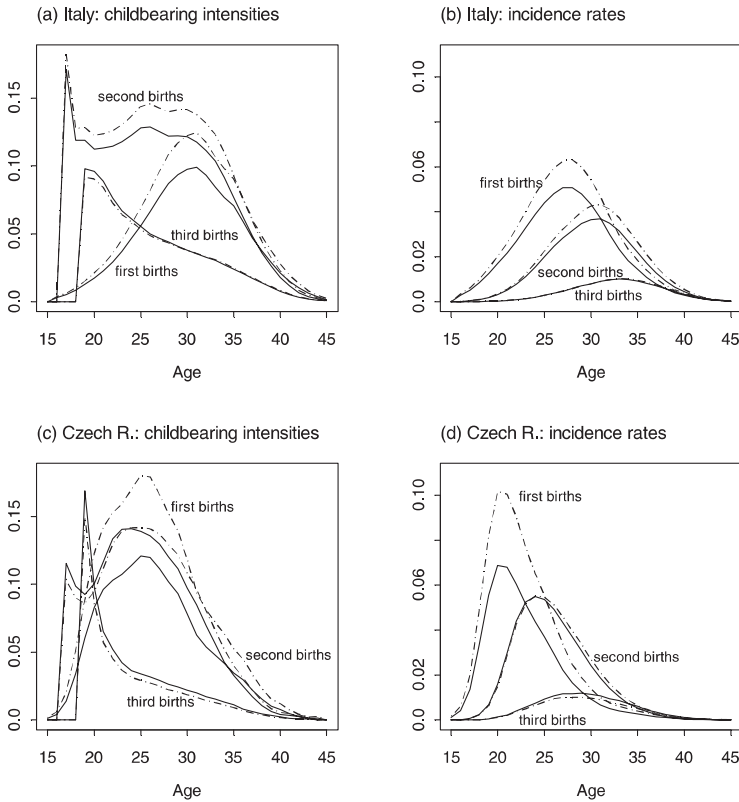 (a) Italy: childbearing intensities
0.0 0.05 0.10 0.15
second births
third births
first births
15 20 25 30 35 40 45
Age
(b) Italy: incidence rates
0.0 0.02 0.06 0.10
first births
second births
third births
15 20 25 30 35 40 45
Age
(c) Czech R.: childbearing intensities
0.0 0.05 0.10 0.15
first births
second births
third births
15 20 25 30 35 40 45
Age
(d) Czech R.: incidence rates
0.0 0.02 0.06 0.10
first births
second births
third births
15 20 25 30 35 40 45
Age